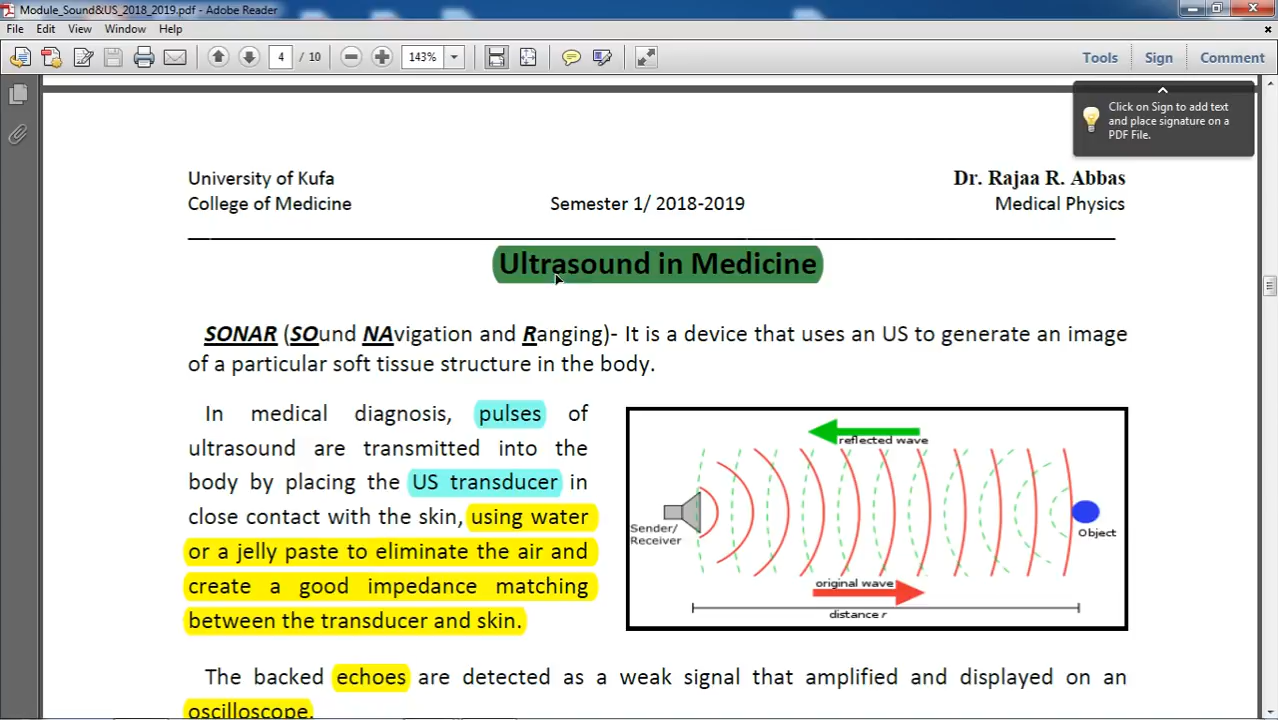 Module_Sound&US_2018_2019.pdf - Adobe Reader
File Edit View Window Help
4 / 10 143% Tools Sign Comment
Click on Sign to add text
and place signature on a
PDF File.
University of Kufa Dr. Rajaa R. Abbas
College of Medicine Semester 1/ 2018-2019 Medical Physics
Ultrasound in Medicine
SONAR (SOund NAvigation and Ranging)- It is a device that uses an US to generate an image
of a particular soft tissue structure in the body.
In medical diagnosis, pulses of
ultrasound are transmitted into the
body by placing the US transducer in
close contact with the skin, using water
or a jelly paste to eliminate the air and
create a good impedance matching
between the transducer and skin.
reflected wave
Sender/
Receiver
Object
original wave
distance r
The backed echoes are detected as a weak signal that amplified and displayed on an
oscilloscope.